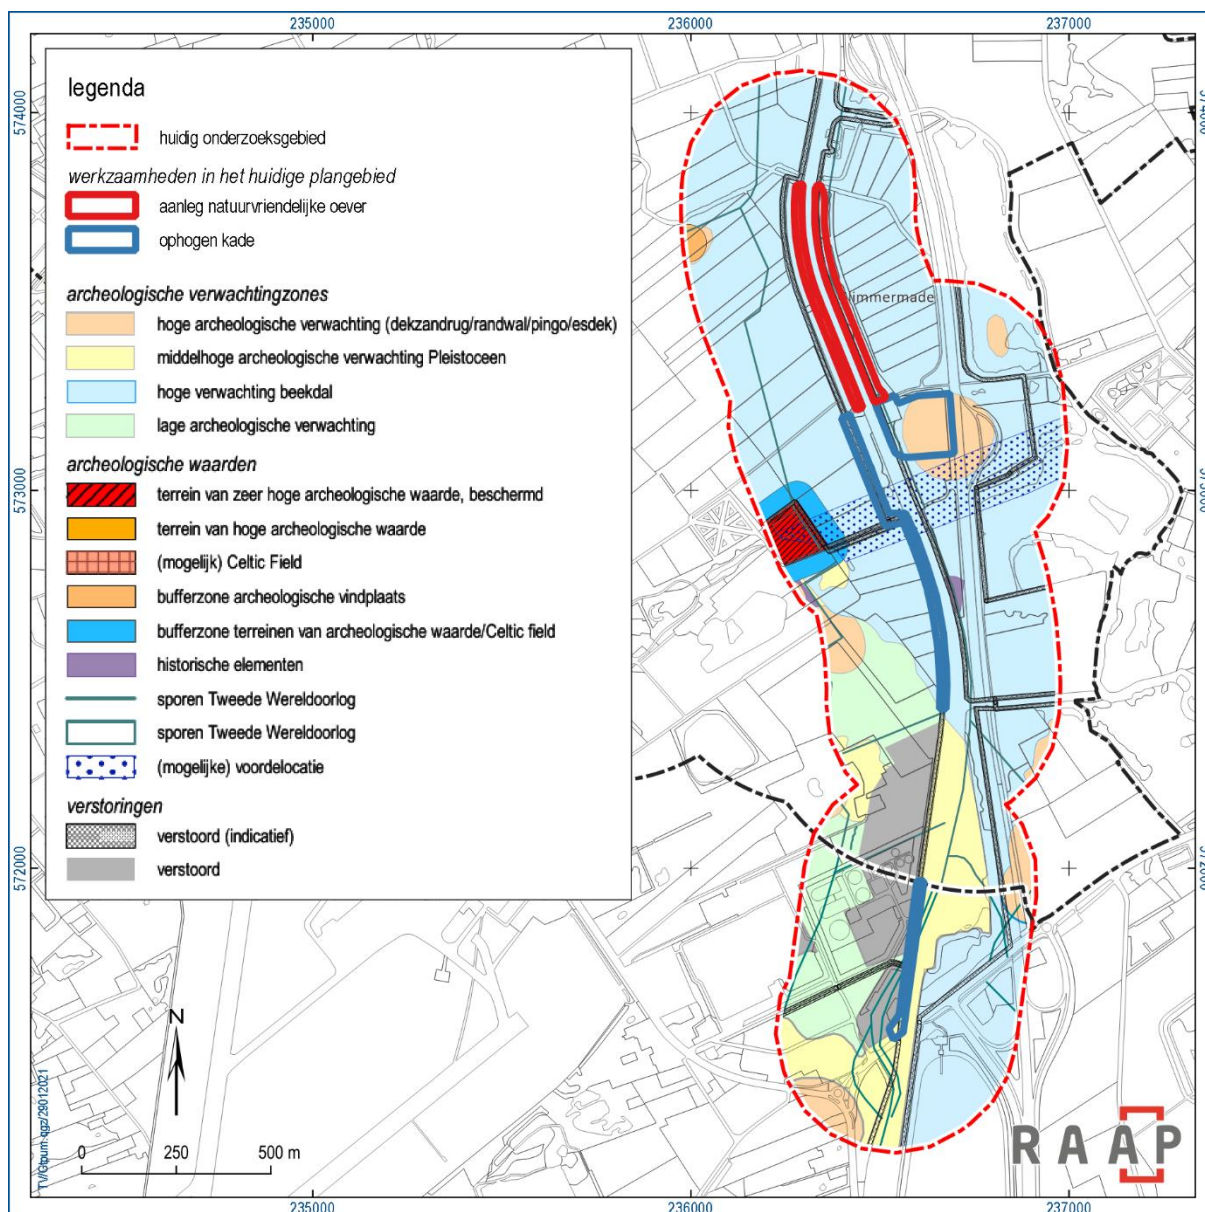 235000 236000 237000
574000
574000
legenda
huidig onderzoeksgebied
werkzaamheden in het huidige plangebied
aanleg natuurvriendelijke oever
ophogen kade
archeologische verwachtingzones
hoge archeologische verwachting (dekzandrug/randwal/pingo/esdek)
middelhoge archeologische verwachting Pleistoceen
hoge verwachting beekdal
lage archeologische verwachting
archeologische waarden
terrein van zeer hoge archeologische waarde, beschermd
terrein van hoge archeologische waarde
(mogelijk) Celtic Field
bufferzone archeologische vindplaats
bufferzone terreinen van archeologische waarde/Celtic field
historische elementen
sporen Tweede Wereldoorlog
sporen Tweede Wereldoorlog
(mogelijke) voordelocatie
verstoringen
verstoord (indicatief)
verstoord
573000
573000
572000
572000
N
0 250 500 m
RAAP
235000 236000 237000